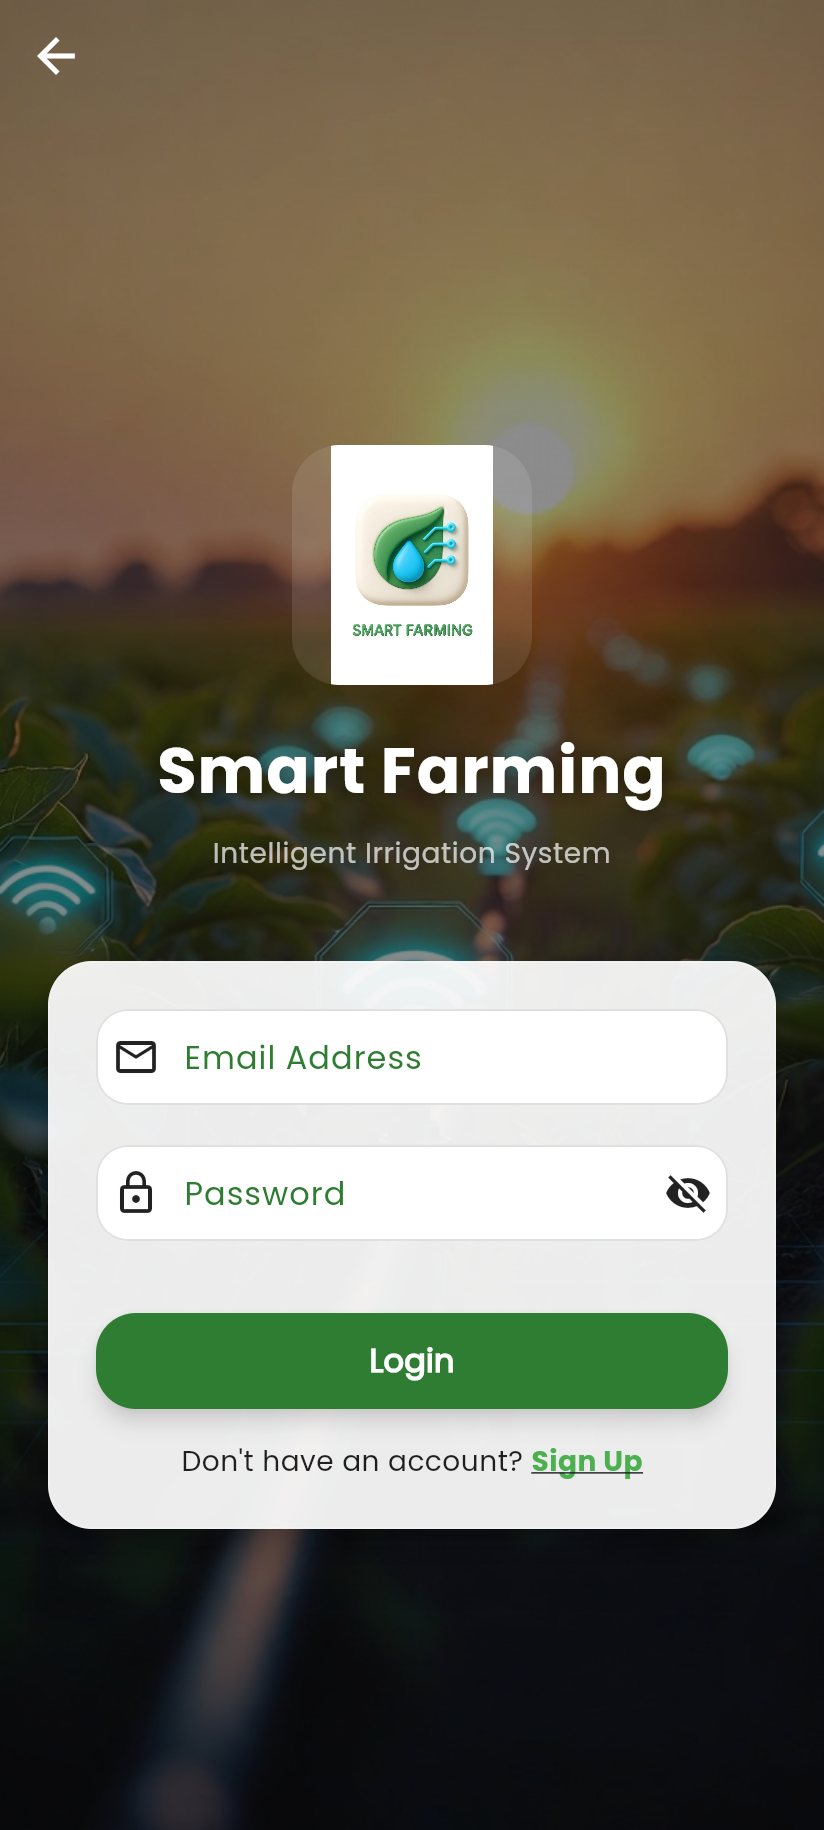 SMART FARMING
Smart Farming
Intelligent Irrigation System
Email Address
Password
Login
Don't have an account? Sign Up